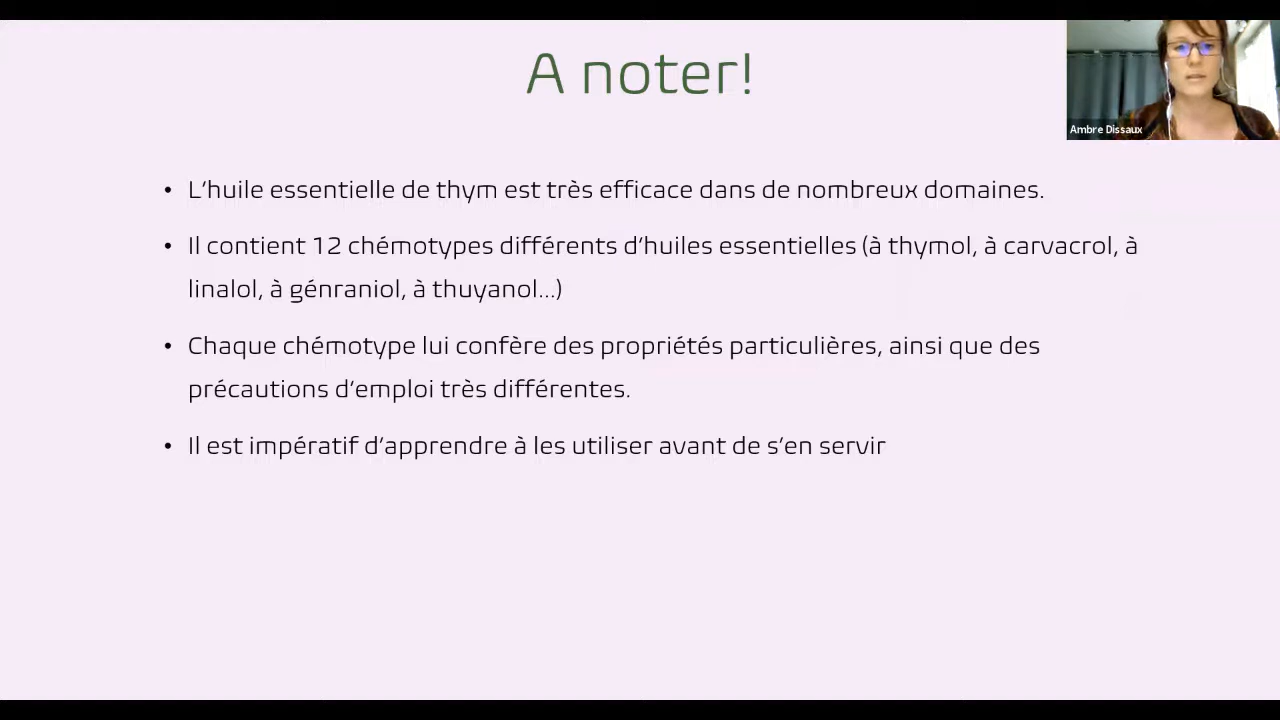 A noter!
Ambre Dissaux
• L'huile essentielle de thym est très efficace dans de nombreux domaines.
• Il contient 12 chémotypes différents d'huiles essentielles (à thymol, à carvacrol, à
linalol, à génraniol, à thuyanol...)
• Chaque chémotype lui confère des propriétés particulières, ainsi que des
précautions d'emploi très différentes.
• Il est impératif d'apprendre à les utiliser avant de s'en servir